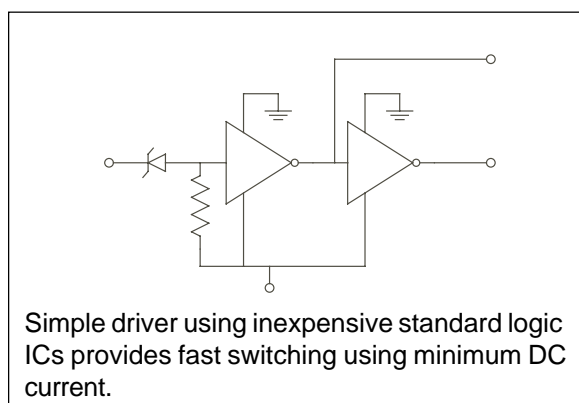 Simple driver using inexpensive standard logic
ICs provides fast switching using minimum DC
current.